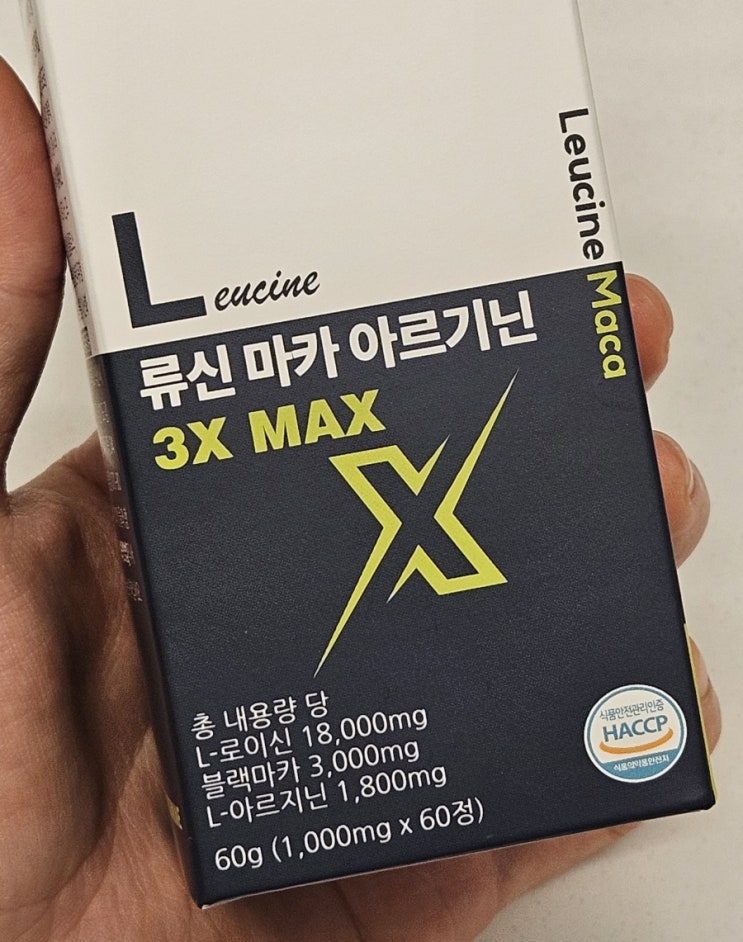 Leucine Maca
Leucine
류신 마카 아르기닌
3X MAX
X
총 내용량 당
L-로이신 18,000mg
블랙마카 3,000mg
L-아르지닌 1,800mg
60g (1,000mg x 60정)
식품안전관리인증
HACCP
식품의약품안전처